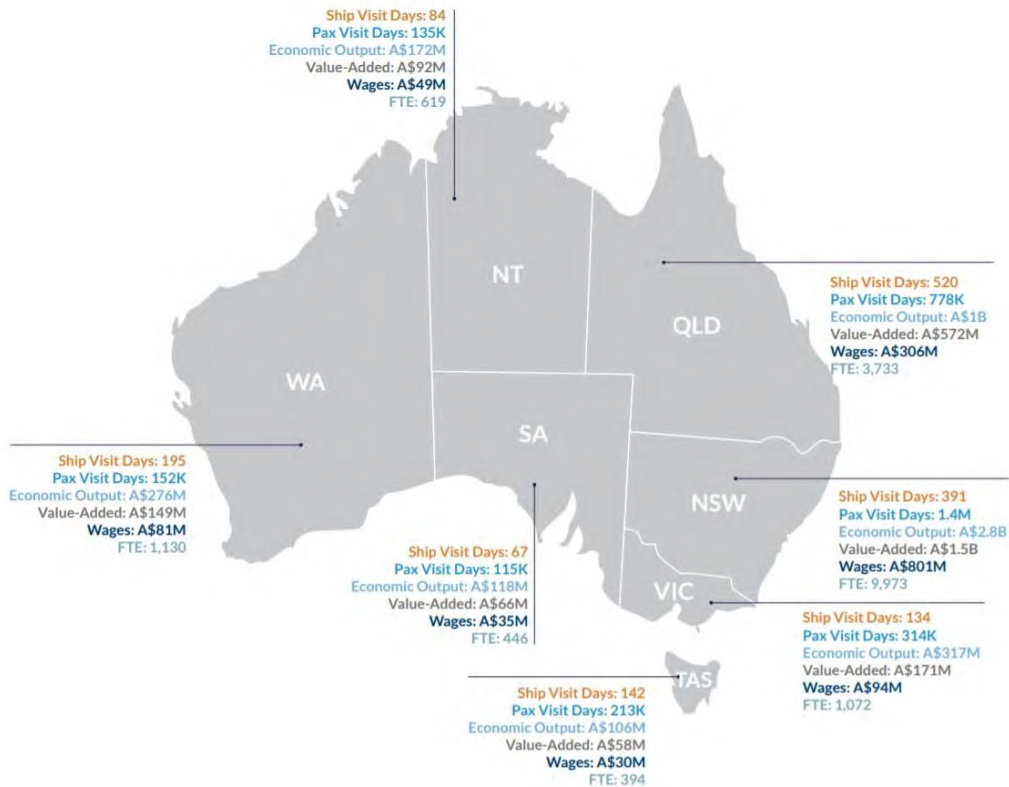 Ship Visit Days: 84
Pax Visit Days: 135K
Economic Output: A$172M
Value-Added: A$92M
Wages: A$49M
FTE: 619
NT
QLD
Ship Visit Days: 520
Pax Visit Days: 778K
Economic Output: A$1B
Value-Added: A$572M
Wages: A$306M
FTE: 3,733
WA
SA
Ship Visit Days: 195
Pax Visit Days: 152K
Economic Output: A$276M
Value-Added: A$149M
Wages: A$81M
FTE: 1,130
NSW
Ship Visit Days: 391
Pax Visit Days: 1.4M
Economic Output: A$2.8B
Value-Added: A$1.5B
Wages: A$801M
FTE: 9,973
Ship Visit Days: 67
Pax Visit Days: 115K
Economic Output: A$118M
Value-Added: A$66M
Wages: A$35M
FTE: 446
VIC
Ship Visit Days: 134
Pax Visit Days: 314K
Economic Output: A$317M
Value-Added: A$171M
Wages: A$94M
FTE: 1,072
TAS
Ship Visit Days: 142
Pax Visit Days: 213K
Economic Output: A$106M
Value-Added: A$58M
Wages: A$30M
FTE: 394